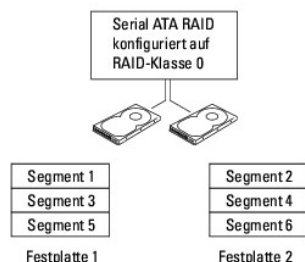 Serial ATA RAID
konfiguriert auf
RAID-Klasse 0
Segment 1
Segment 3
Segment 5
Festplatte 1
Segment 2
Segment 4
Segment 6
Festplatte 2